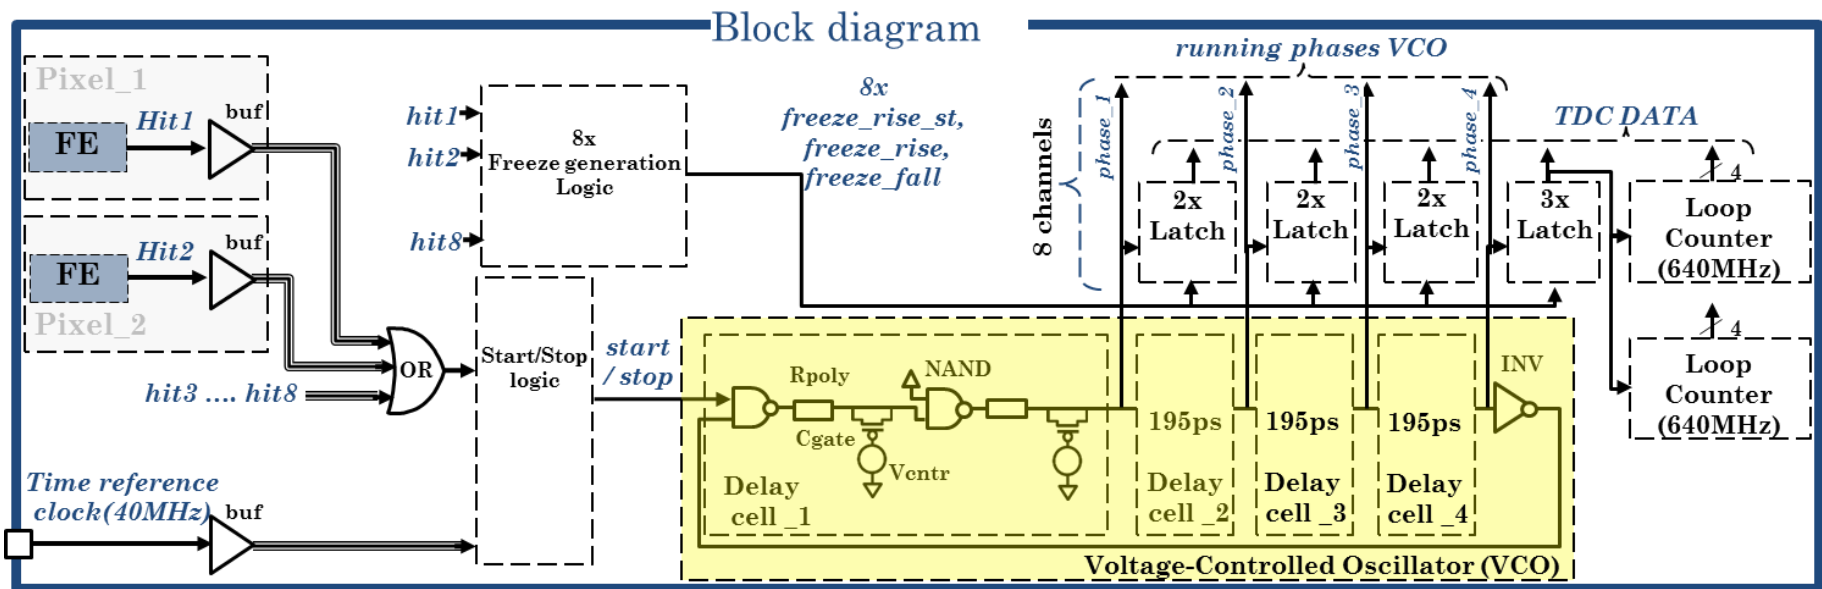 Block diagram
Pixel_1
FE
Hit1
buf
Pixel_2
FE
Hit2
buf
hit3 .... hit8
OR
Time reference
clock(40MHz)
buf
hit1
hit2
hit8
8x
Freeze generation
Logic
Start/Stop
logic
start
/stop
8x
freeze_rise_st,
freeze_rise,
freeze_fall
running phases VCO
8 channels
phase_1
phase_2
phase_3
phase_4
TDC DATA
2x
Latch
2x
Latch
2x
Latch
3x
Latch
4
Loop
Counter
(640MHz)
4
Loop
Counter
(640MHz)
Rpoly
NAND
Cgate
Vcntr
Delay
cell _1
195ps
Delay
cell _2
195ps
Delay
cell _3
195ps
Delay
cell _4
INV
Voltage-Controlled Oscillator (VCO)